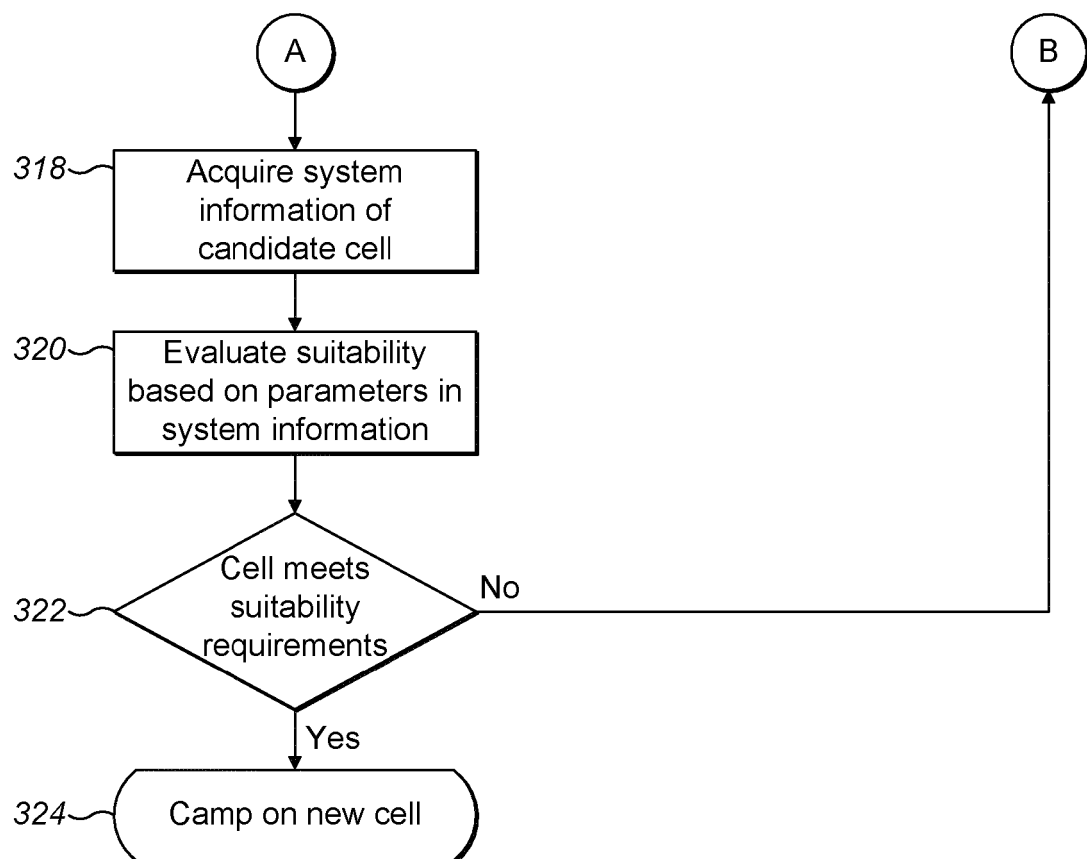 A
B
318
Acquire system
information of
candidate cell
320
Evaluate suitability
based on parameters in
system information
322
Cell meets
suitability
requirements
No
Yes
324
Camp on new cell